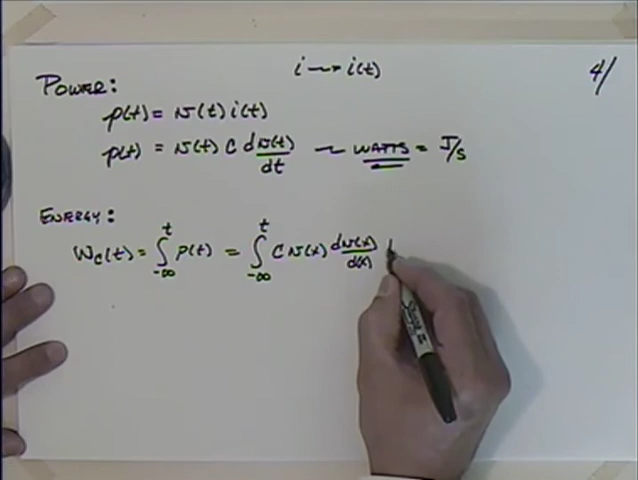 i ⟿ i(t)
4/
POWER:
p(t) = v(t) i(t)
p(t) = v(t) C dv(t)/dt ~ WATTS = J/s
ENERGY:
W_C(t) = ∫_{-∞}^{t} p(t) = ∫_{-∞}^{t} C v(x) dv(x)/d(x)